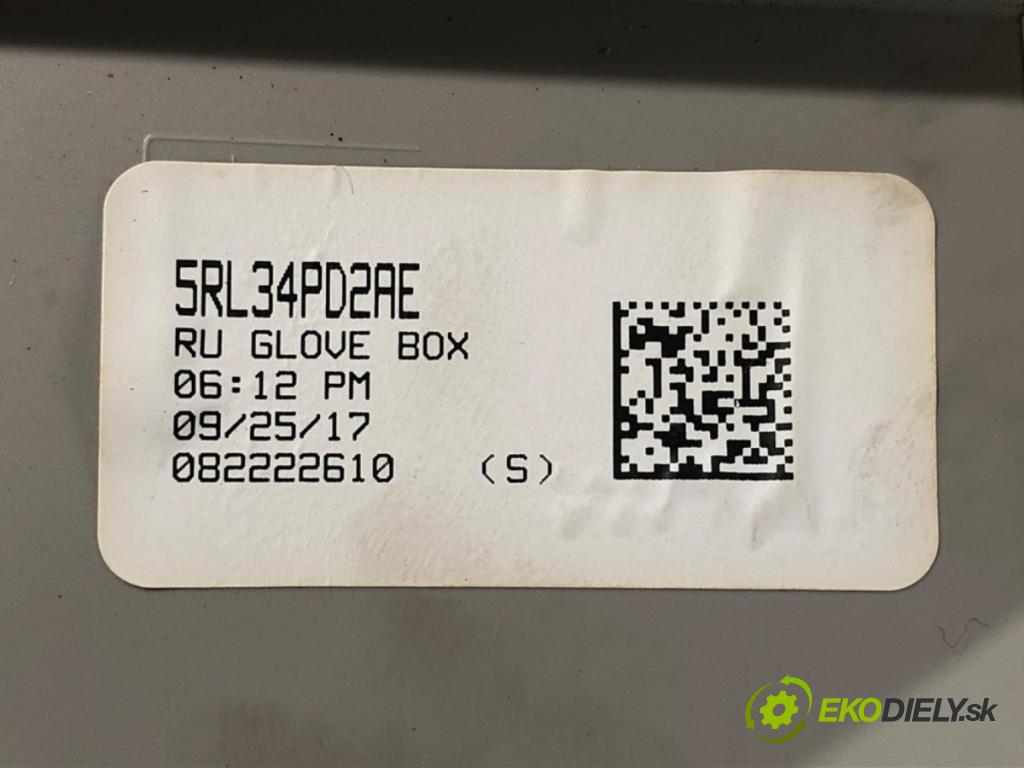 5RL34PD2AE
RU GLOVE BOX
06:12 PM
09/25/17
082222610 (S)
EKODIELY.sk